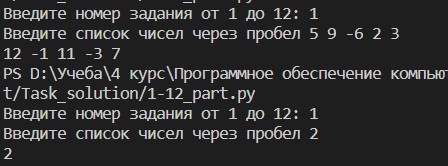 Введите номер задания от 1 до 12: 1
Введите список чисел через пробел 5 9 -6 2 3
12 -1 11 -3 7
PS D:\Учеба\4 курс\Программное обеспечение компью
t/Task_solution/1-12_part.py
Введите номер задания от 1 до 12: 1
Введите список чисел через пробел 2
2